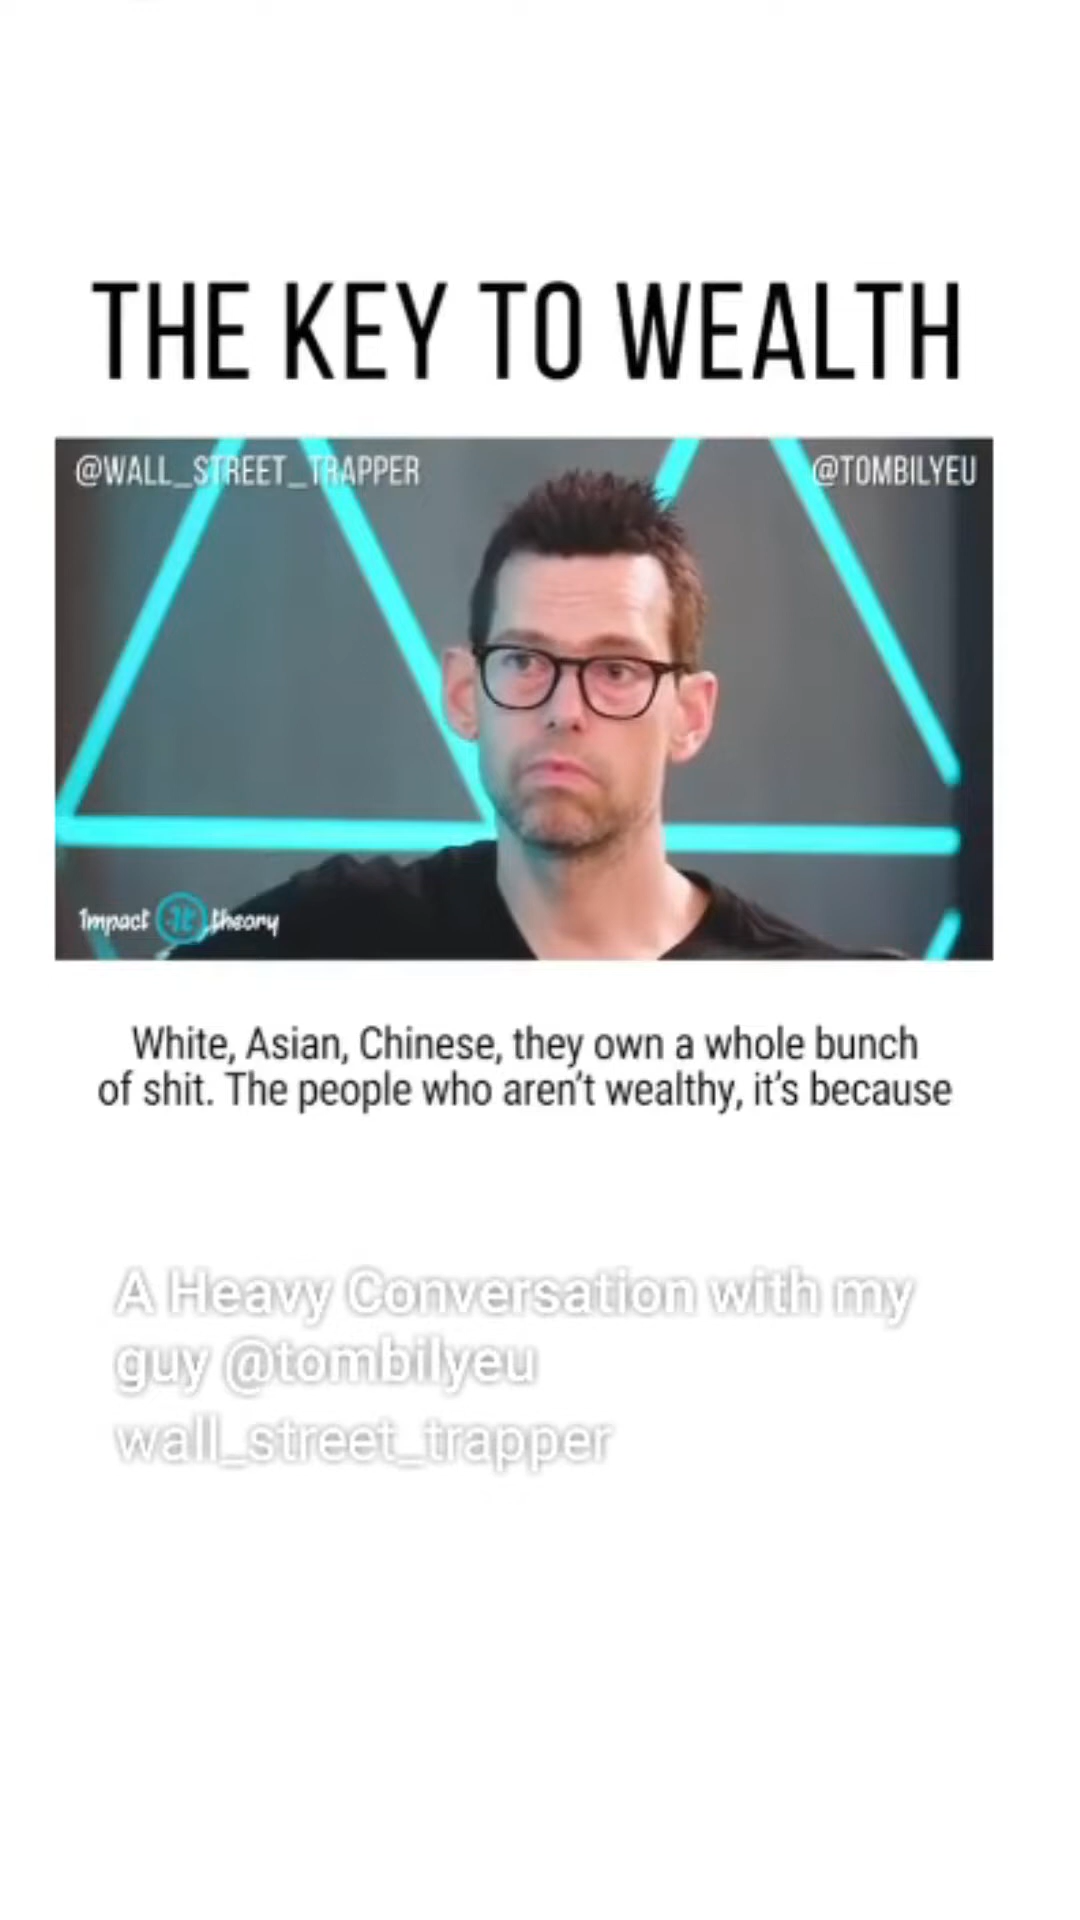 THE KEY TO WEALTH
@WALL_STREET_TRAPPER
@TOMBILYEU
Impact It theory
White, Asian, Chinese, they own a whole bunch
of shit. The people who aren't wealthy, it's because
A Heavy Conversation with my
guy @tombilyeu
wall_street_trapper